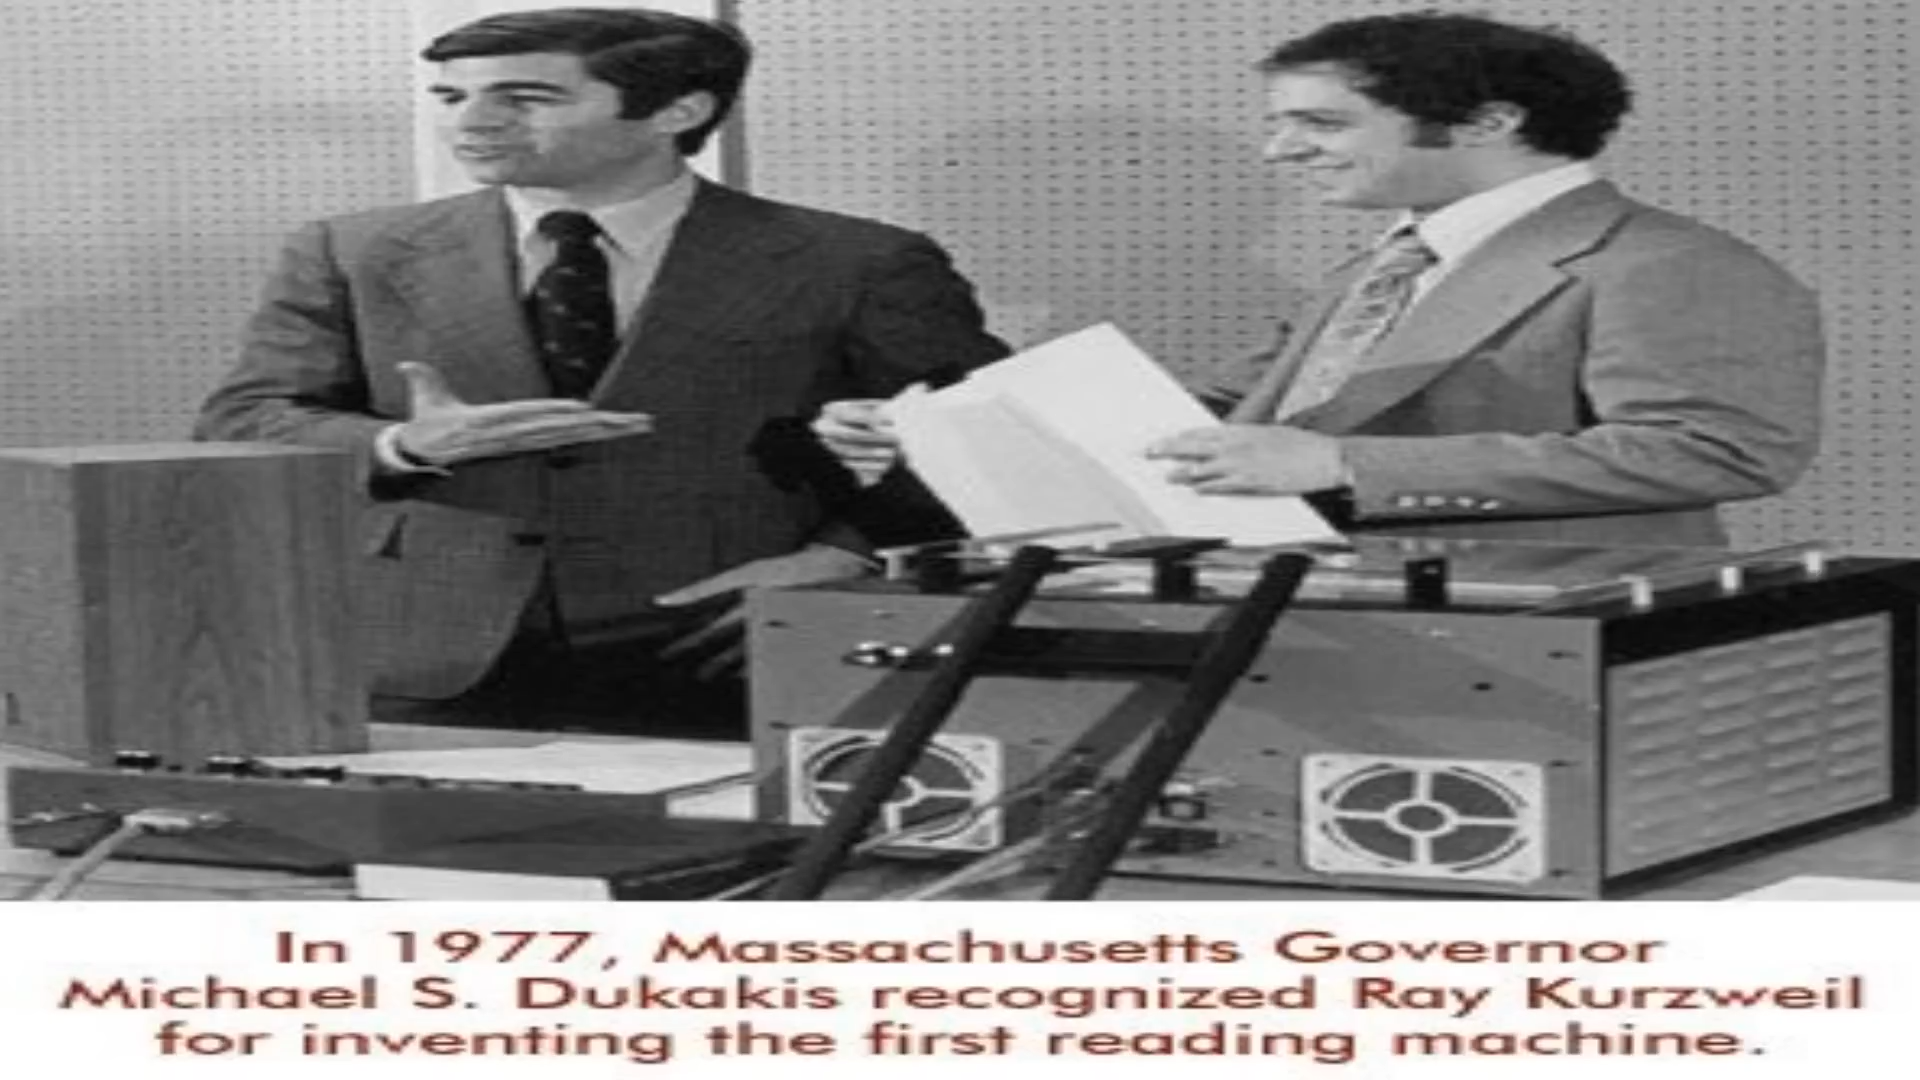 In 1977, Massachusetts Governor
Michael S. Dukakis recognized Ray Kurzweil
for inventing the first reading machine.